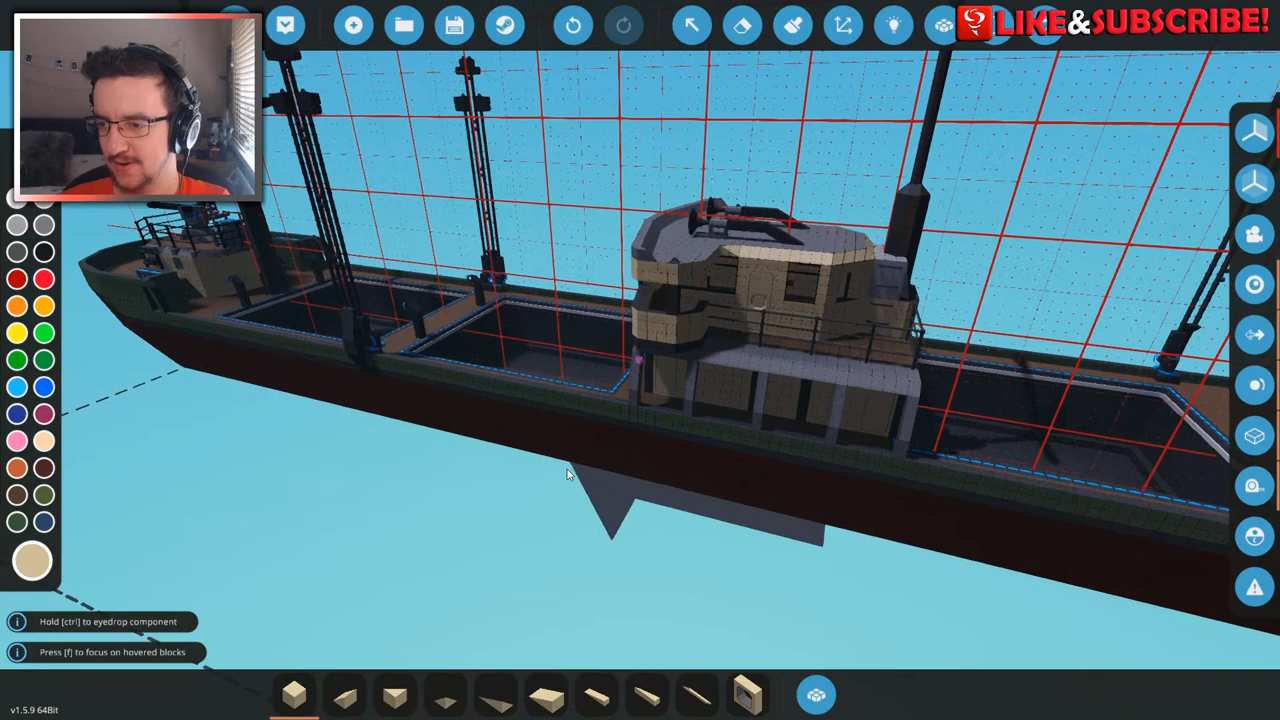 LIKE&SUBSCRIBE!
Hold [ctrl] to eyedrop component
Press [f] to focus on hovered blocks
v1.5.9 64Bit